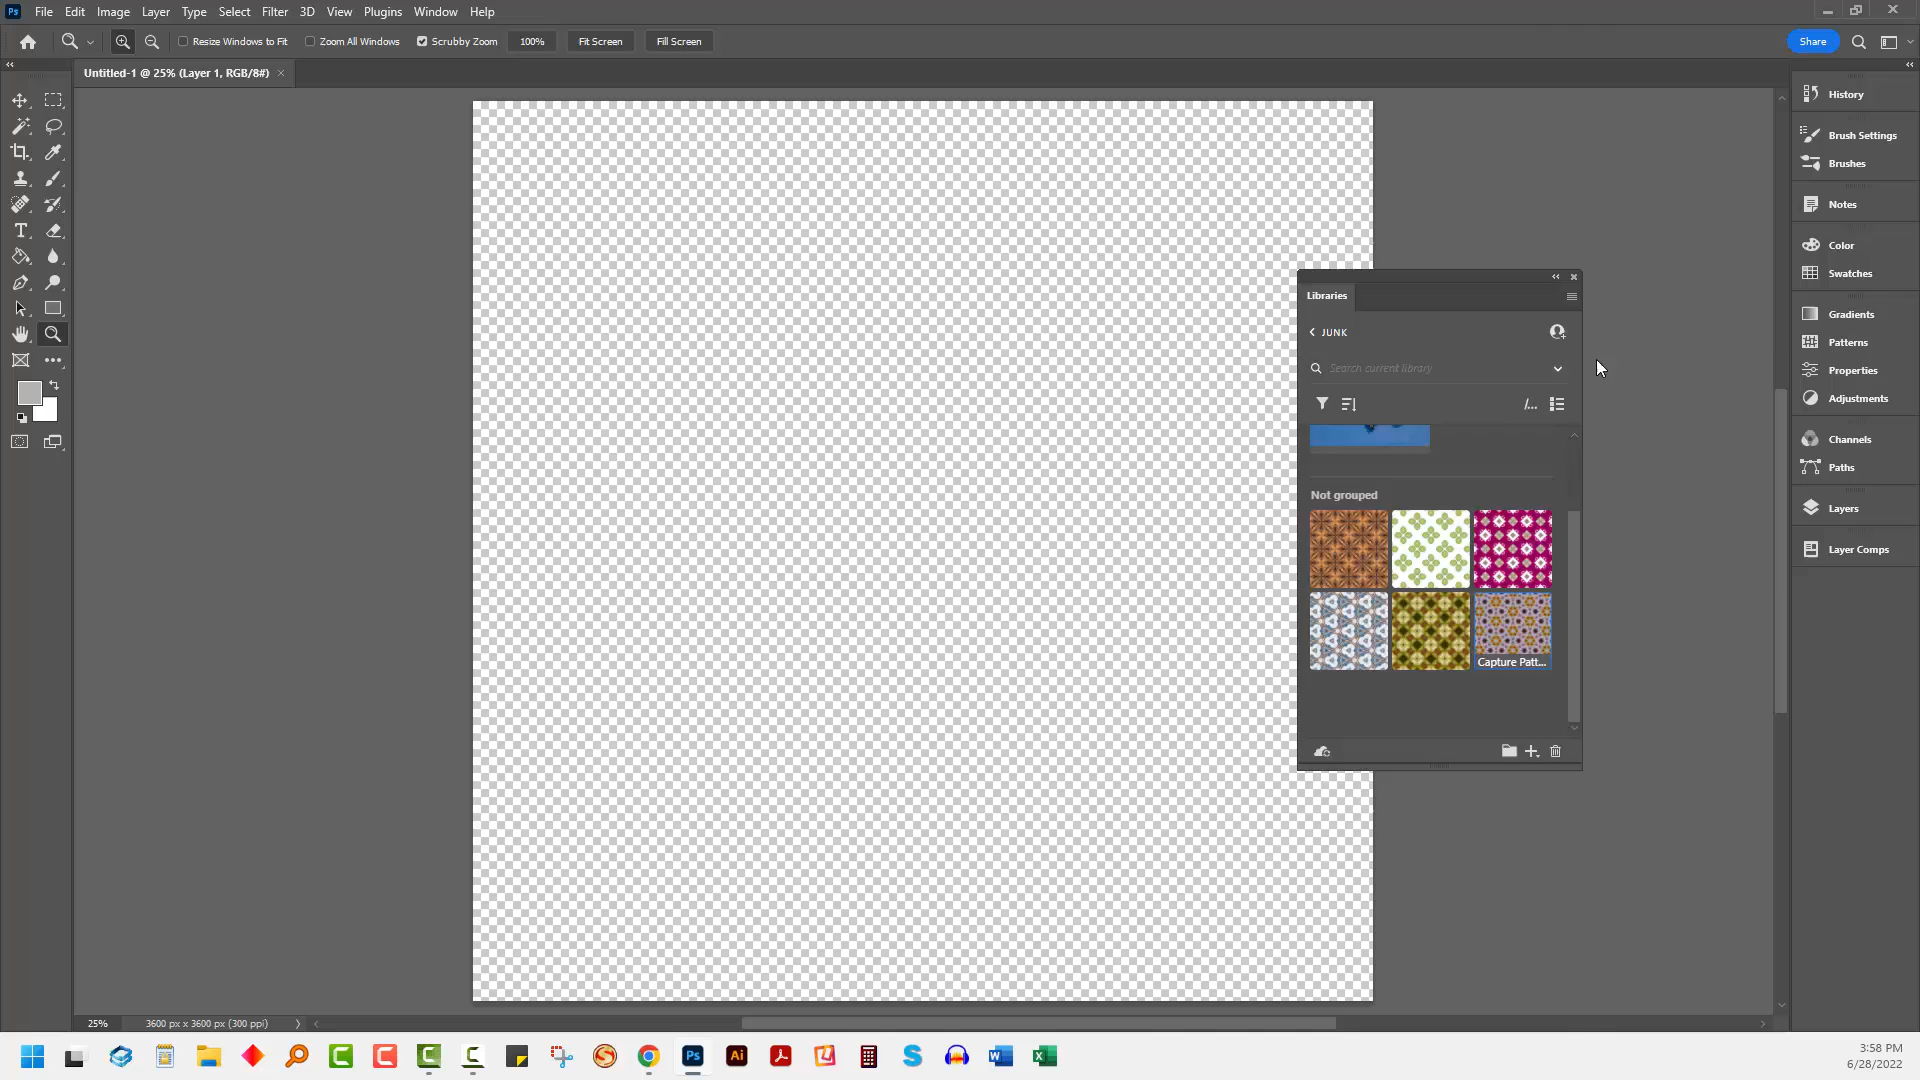 Ps File Edit Image Layer Type Select Filter 3D View Plugins Window Help
Resize Windows to Fit Zoom All Windows Scrubby Zoom 100% Fit Screen Fill Screen Share
Untitled-1 @ 25% (Layer 1, RGB/8#)
History
Brush Settings
Brushes
Notes
Color
Swatches
Gradients
Patterns
Properties
Adjustments
Channels
Paths
Layers
Layer Comps
Libraries
JUNK
Search current library
/...
Not grouped
Capture Patt...
25% 3600 px x 3600 px (300 ppi)
3:58 PM
6/28/2022